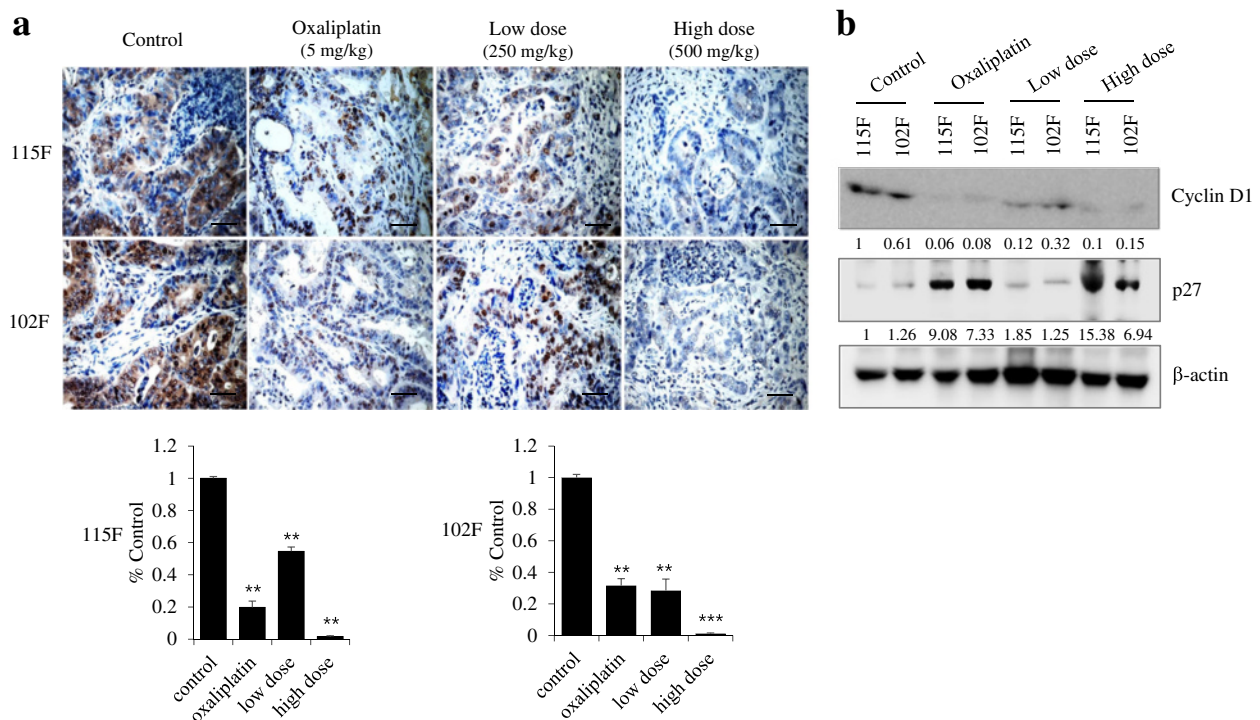 a
Control
Oxaliplatin
(5 mg/kg)
Low dose
(250 mg/kg)
High dose
(500 mg/kg)
115F
102F
1.2
1
0.8
0.6
0.4
0.2
0
% Control
115F
**
**
**
control
oxaliplatin
low dose
high dose
1.2
1
0.8
0.6
0.4
0.2
0
% Control
102F
**
**
***
control
oxaliplatin
low dose
high dose
b
Control
Oxaliplatin
Low dose
High dose
115F
102F
115F
102F
115F
102F
115F
102F
Cyclin D1
1 0.61 0.06 0.08 0.12 0.32 0.1 0.15
p27
1 1.26 9.08 7.33 1.85 1.25 15.38 6.94
β-actin